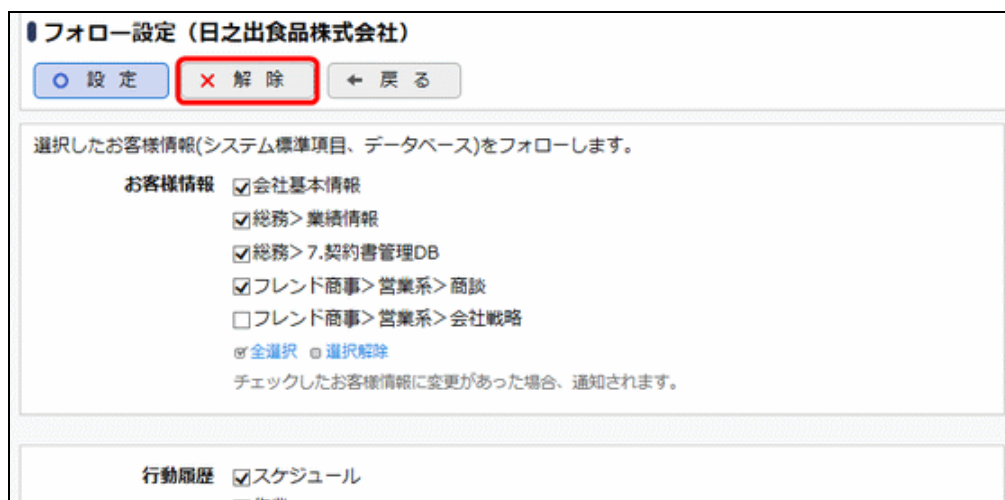 フォロー設定（日之出食品株式会社）
設 定 解 除 戻 る
選択したお客様情報(システム標準項目、データベース)をフォローします。
お客様情報 会社基本情報
総務＞業績情報
総務＞7.契約書管理DB
フレンド商事＞営業系＞商談
フレンド商事＞営業系＞会社戦略
全選択 選択解除
チェックしたお客様情報に変更があった場合、通知されます。
行動履歴 スケジュール